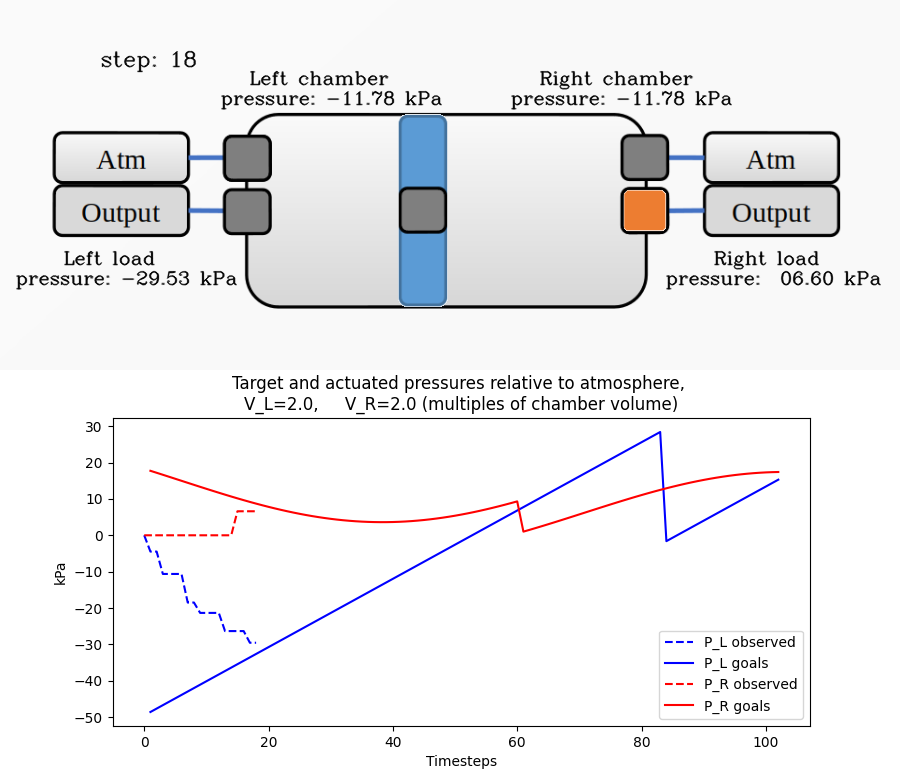 step: 18
Left chamber
pressure: −11.78 kPa
Right chamber
pressure: −11.78 kPa
Atm
Output
Atm
Output
Left load
pressure: −29.53 kPa
Right load
pressure:  06.60 kPa
Target and actuated pressures relative to atmosphere,
V_L=2.0,     V_R=2.0 (multiples of chamber volume)
30
20
10
0
−10
−20
−30
−40
−50
kPa
P_L observed
P_L goals
P_R observed
P_R goals
0 20 40 60 80 100
Timesteps